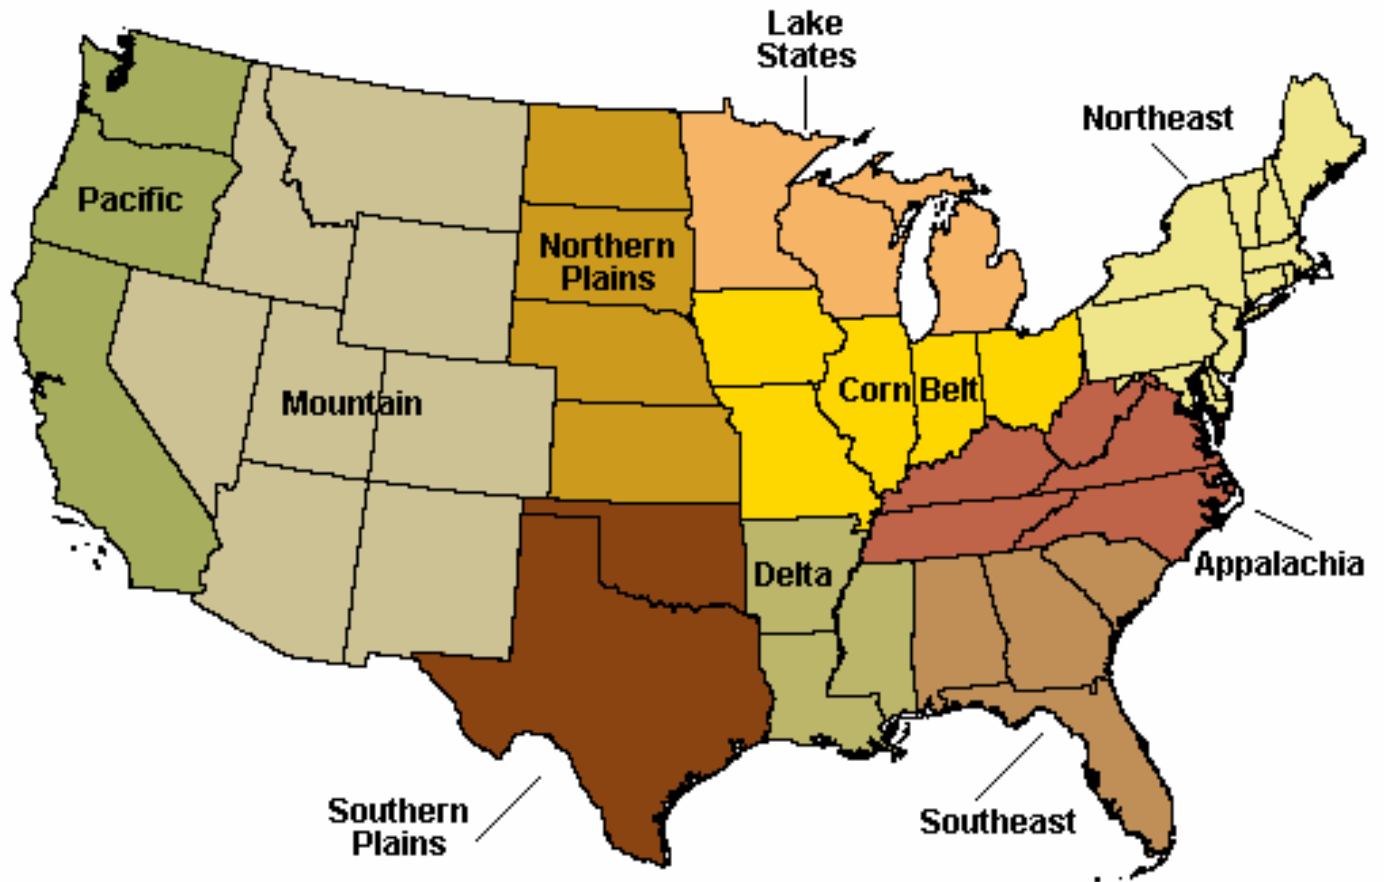 Lake
States
Northeast
Pacific
Northern
Plains
Mountain
Corn Belt
Delta
Appalachia
Southern
Plains
Southeast